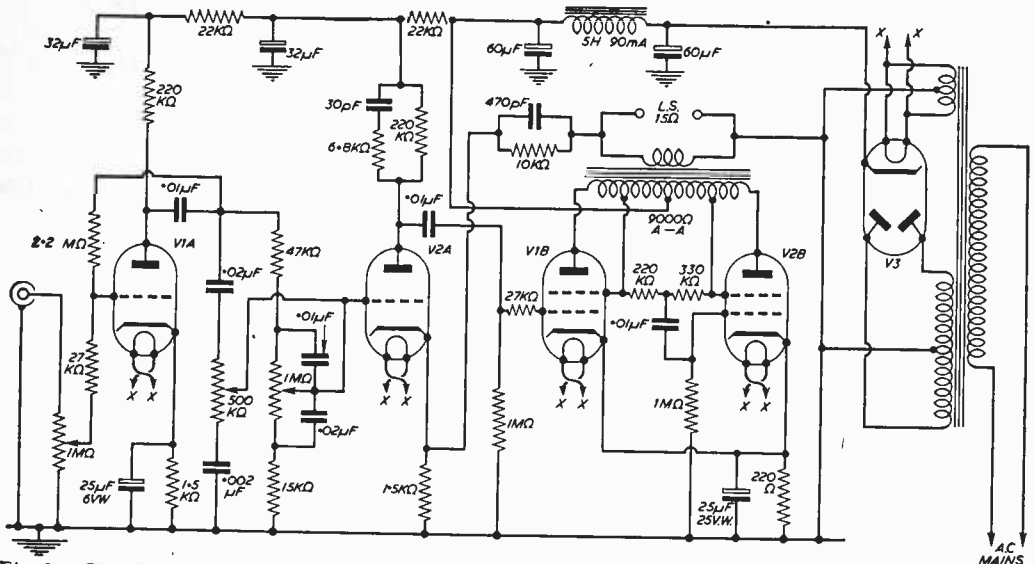 32µF
22KΩ
32µF
22KΩ
60µF
5H 90mA
60µF
X X
220
KΩ
30pF
6·8KΩ
220
KΩ
470pF
10KΩ
L.S.
15Ω
·01µF
·01µF
9000Ω
A-A
2·2 MΩ
V1A
47KΩ
V2A
V1B
V2B
V3
·02µF
220
KΩ
330
KΩ
27KΩ
·01µF
27
KΩ
X X
·01µF
1MΩ
X X
X X
X X
500
KΩ
·02µF
1MΩ
1MΩ
1MΩ
25µF
6VW
1·5
KΩ
·002
µF
15KΩ
1·5KΩ
25µF
25V.W.
220
Ω
A.C
MAINS